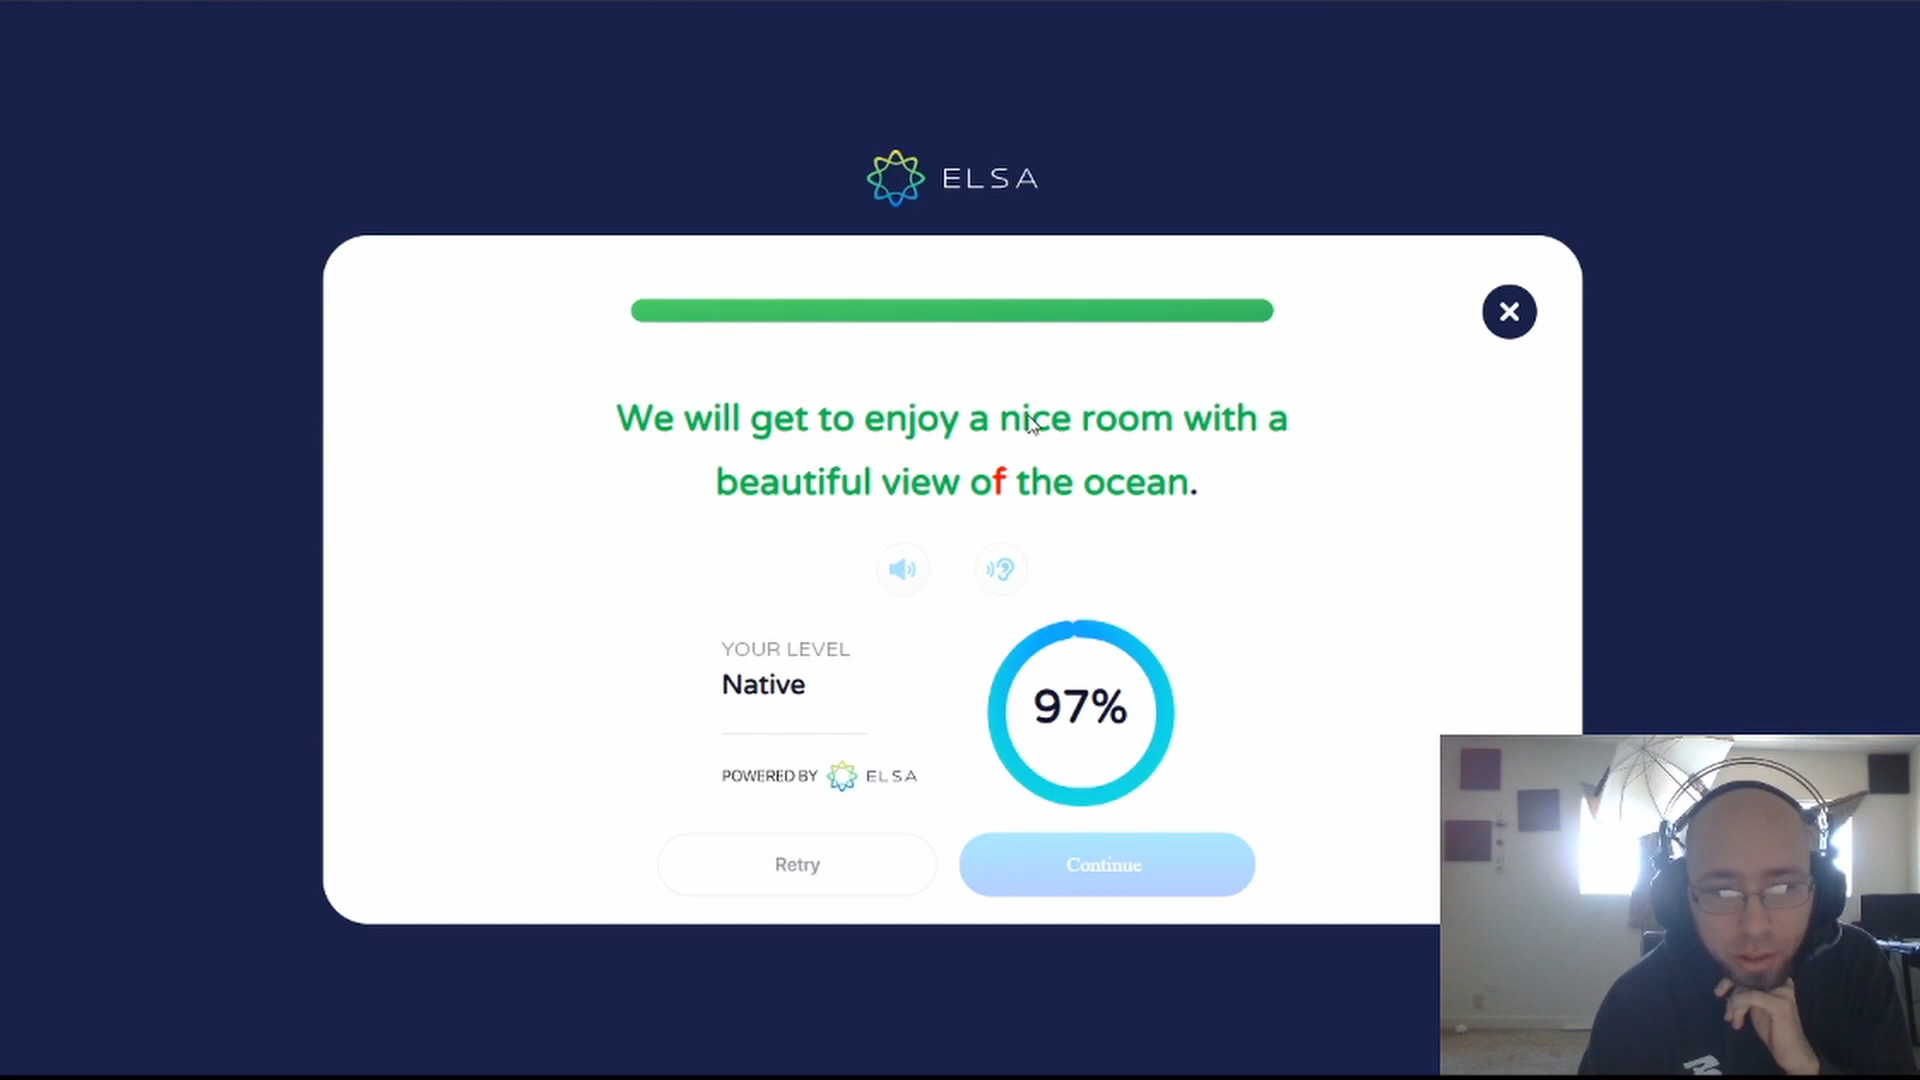 ELSA
We will get to enjoy a nice room with a
beautiful view of the ocean.
YOUR LEVEL
Native
97%
POWERED BY ELSA
Retry
Continue